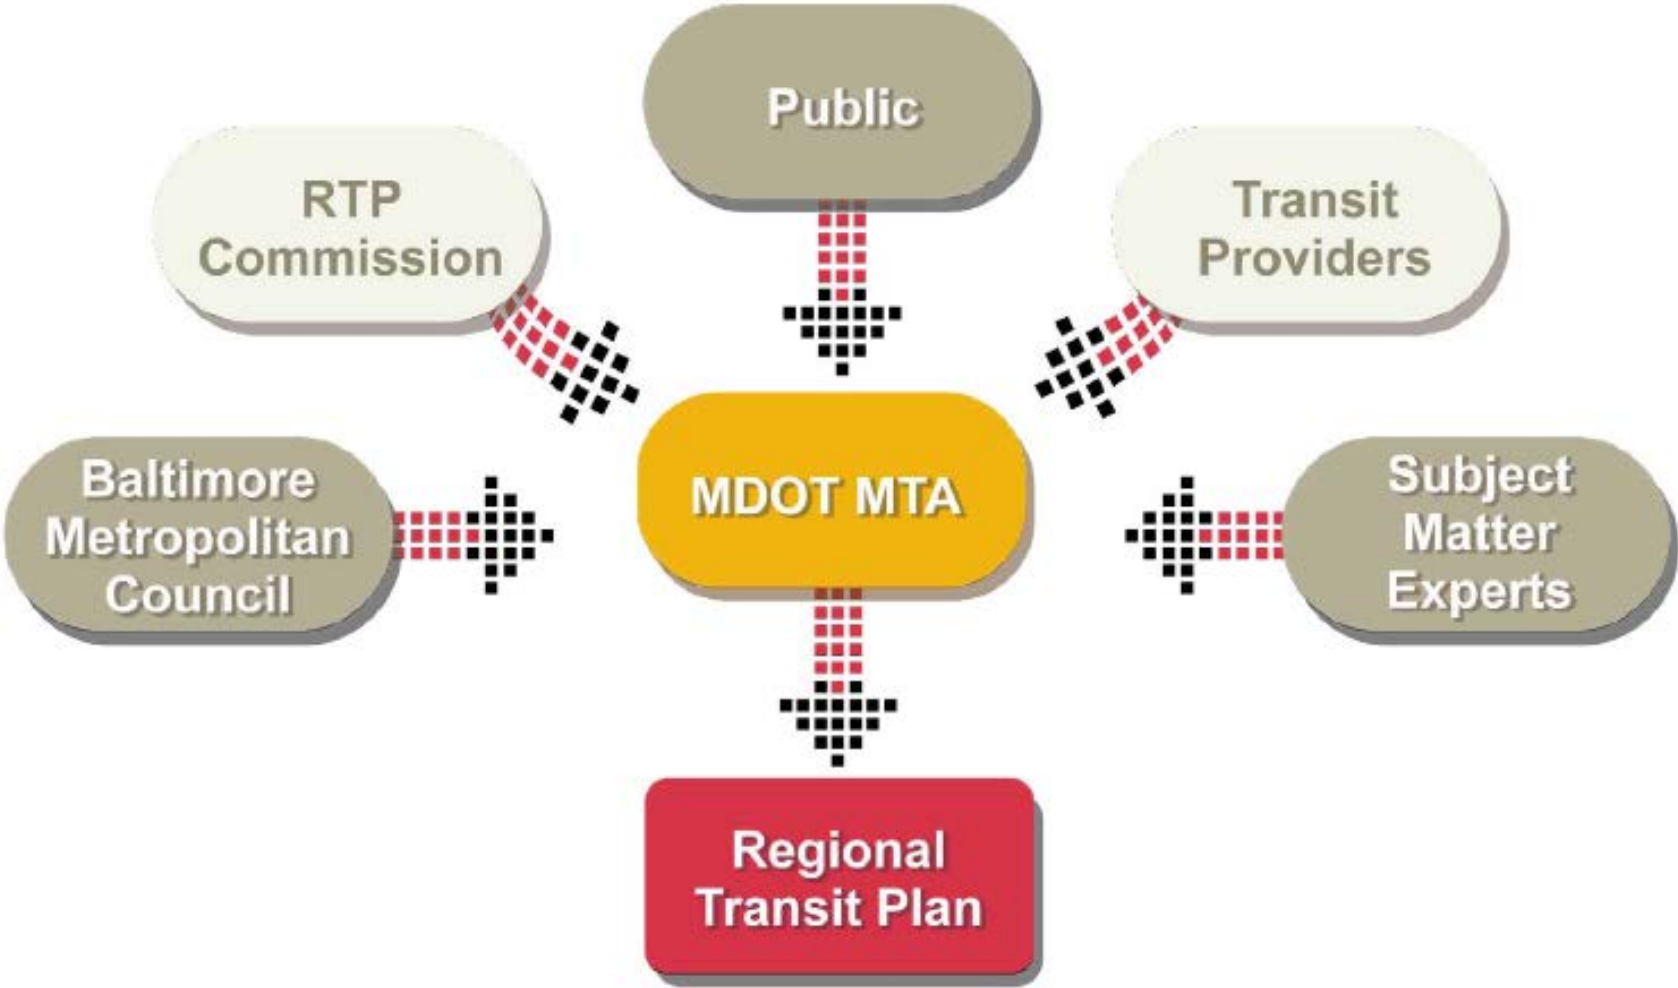 Public
RTP
Commission
Transit
Providers
Baltimore
Metropolitan
Council
MDOT MTA
Subject
Matter
Experts
Regional
Transit Plan